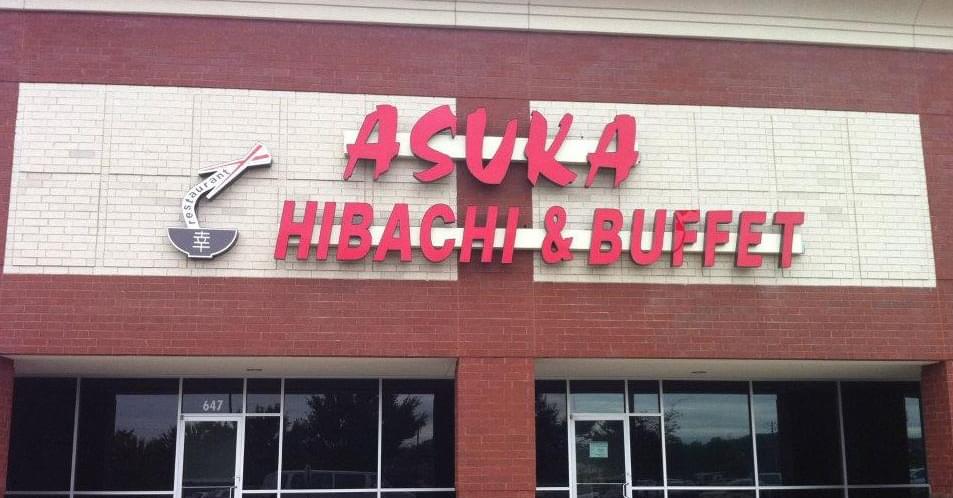 ASUKA
restaurant
幸
HIBACHI & BUFFET
647